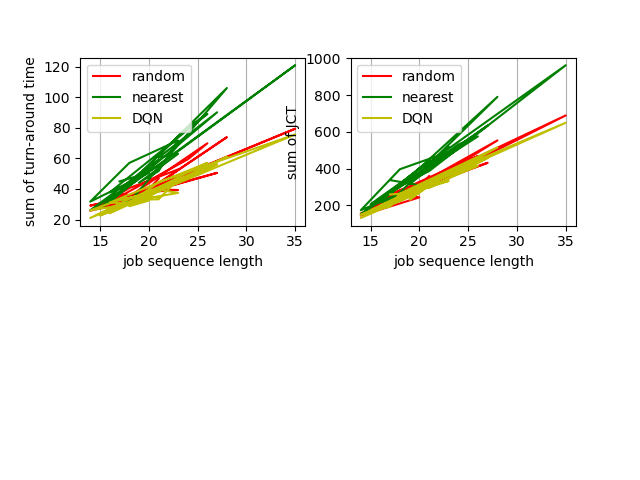 sum of turn-around time
120
100
80
60
40
20
random
nearest
DQN
15
20
25
30
35
job sequence length
sum of JCT
1000
800
600
400
200
random
nearest
DQN
15
20
25
30
35
job sequence length